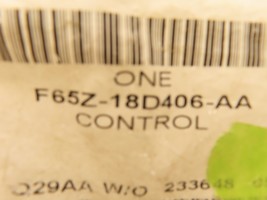 ONE
F65Z-18D406-AA
CONTROL
Q29AA W/O 233648